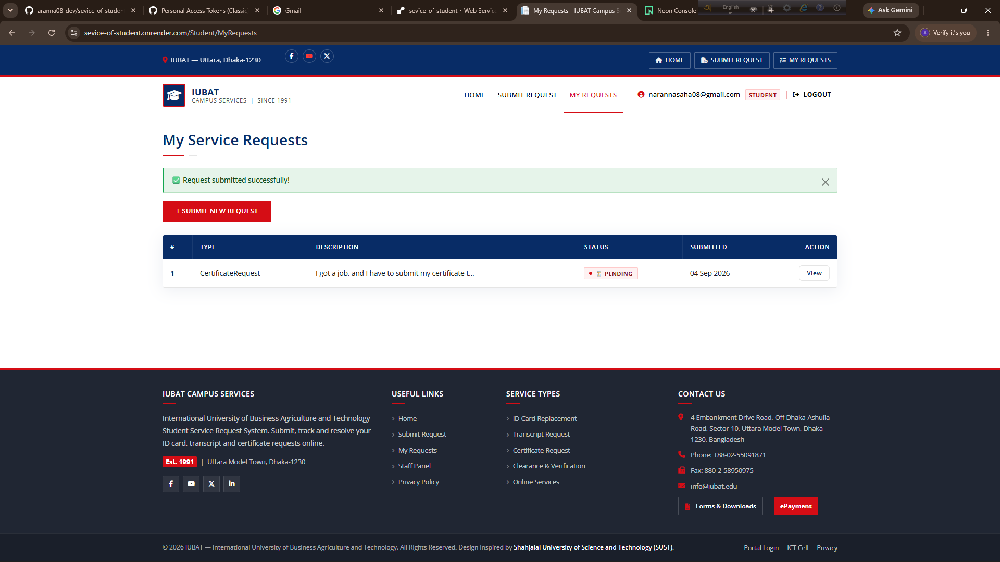 aranna08-dev/sevice-of-studen
Personal Access Tokens (Classic
Gmail
sevice-of-student · Web Service
My Requests - IUBAT Campus S
Neon Console
English
Ask Gemini
sevice-of-student.onrender.com/Student/MyRequests
A
Verify it's you
IUBAT — Uttara, Dhaka-1230
HOME
SUBMIT REQUEST
MY REQUESTS
IUBAT
CAMPUS SERVICES | SINCE 1991
HOME
SUBMIT REQUEST
MY REQUESTS
narannasaha08@gmail.com
STUDENT
LOGOUT
My Service Requests
✅ Request submitted successfully!
+ SUBMIT NEW REQUEST
# TYPE DESCRIPTION STATUS SUBMITTED ACTION
1 CertificateRequest I got a job, and I have to submit my certificate t... ⏳ PENDING 04 Sep 2026 View
IUBAT CAMPUS SERVICES
International University of Business Agriculture and Technology —
Student Service Request System. Submit, track and resolve your
ID card, transcript and certificate requests online.
Est. 1991 | Uttara Model Town, Dhaka-1230
USEFUL LINKS
Home
Submit Request
My Requests
Staff Panel
Privacy Policy
SERVICE TYPES
ID Card Replacement
Transcript Request
Certificate Request
Clearance & Verification
Online Services
CONTACT US
4 Embankment Drive Road, Off Dhaka-Ashulia
Road, Sector-10, Uttara Model Town, Dhaka-
1230, Bangladesh
Phone: +88-02-55091871
Fax: 880-2-58950975
info@iubat.edu
Forms & Downloads
ePayment
© 2026 IUBAT — International University of Business Agriculture and Technology. All Rights Reserved. Design inspired by Shahjalal University of Science and Technology (SUST).
Portal Login
ICT Cell
Privacy